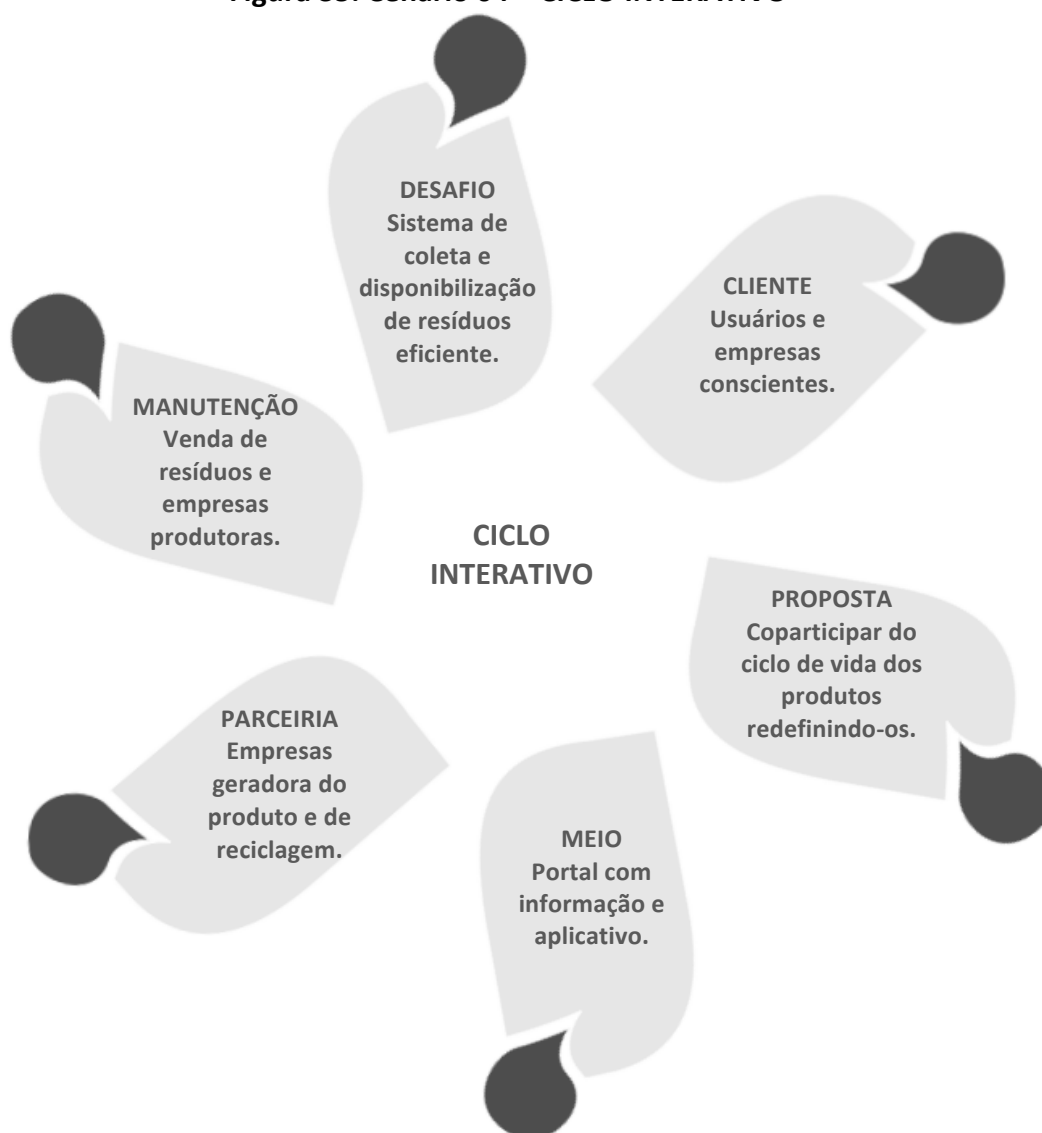 DESAFIO
Sistema de
coleta e
disponibilização
de resíduos
eficiente.
CLIENTE
Usuários e
empresas
conscientes.
MANUTENÇÃO
Venda de
resíduos e
empresas
produtoras.
CICLO
INTERATIVO
PROPOSTA
Coparticipar do
ciclo de vida dos
produtos
redefinindo-os.
PARCEIRIA
Empresas
geradora do
produto e de
reciclagem.
MEIO
Portal com
informação e
aplicativo.